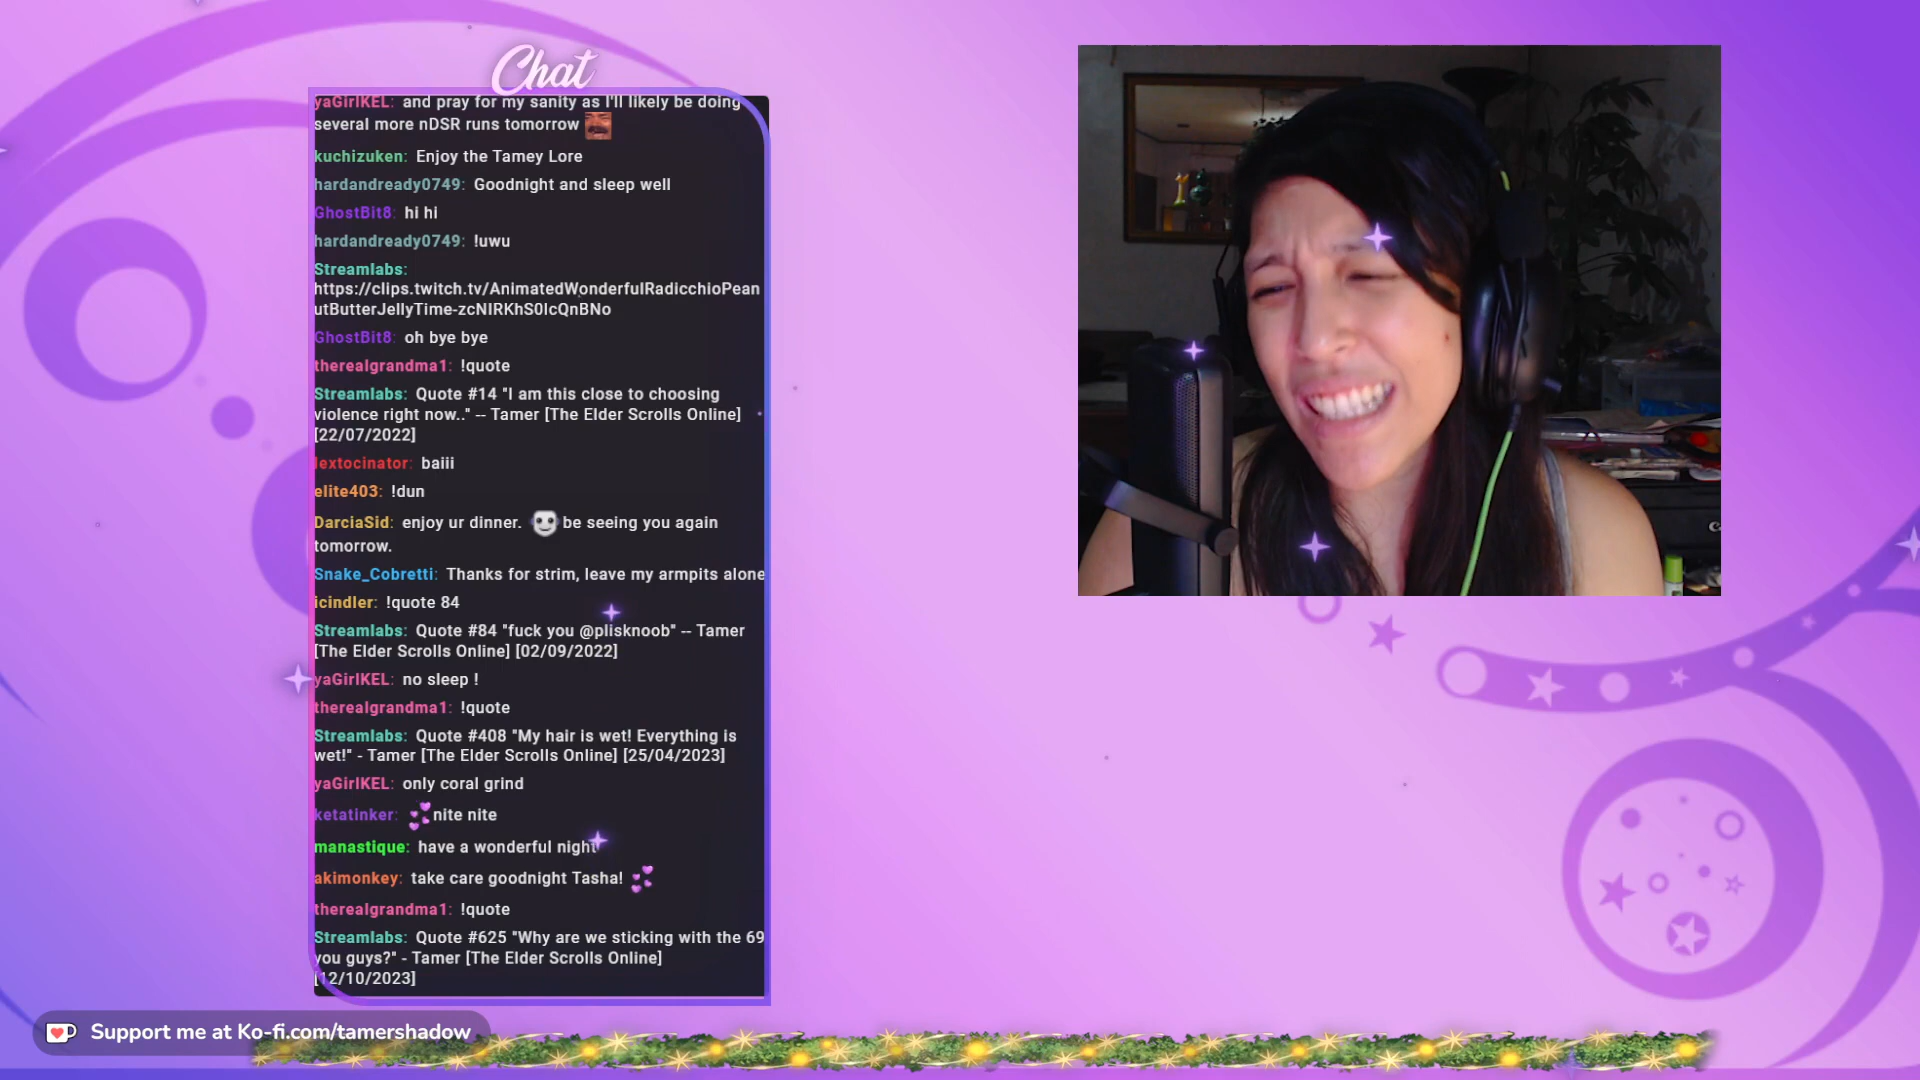 Chat
yaGirlKEL: and pray for my sanity as I'll likely be doing
several more nDSR runs tomorrow
kuchizuken: Enjoy the Tamey Lore
hardandready0749: Goodnight and sleep well
GhostBit8: hi hi
hardandready0749: !uwu
Streamlabs:
https://clips.twitch.tv/AnimatedWonderfulRadicchioPean
utButterJellyTime-zcNIRKhS0IcQnBNo
GhostBit8: oh bye bye
therealgrandma1: !quote
Streamlabs: Quote #14 "I am this close to choosing
violence right now.." -- Tamer [The Elder Scrolls Online]
[22/07/2022]
lextocinator: baiii
elite403: !dun
DarciaSid: enjoy ur dinner. be seeing you again
tomorrow.
Snake_Cobretti: Thanks for strim, leave my armpits alone
icindler: !quote 84
Streamlabs: Quote #84 "fuck you @plisknoob" -- Tamer
[The Elder Scrolls Online] [02/09/2022]
yaGirlKEL: no sleep !
therealgrandma1: !quote
Streamlabs: Quote #408 "My hair is wet! Everything is
wet!" - Tamer [The Elder Scrolls Online] [25/04/2023]
yaGirlKEL: only coral grind
ketatinker: nite nite
manastique: have a wonderful night
akimonkey: take care goodnight Tasha!
therealgrandma1: !quote
Streamlabs: Quote #625 "Why are we sticking with the 69
you guys?" - Tamer [The Elder Scrolls Online]
[12/10/2023]
Support me at Ko-fi.com/tamershadow